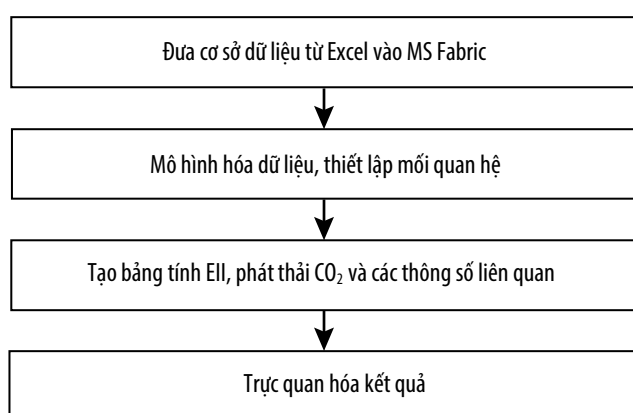 Đưa cơ sở dữ liệu từ Excel vào MS Fabric
Mô hình hóa dữ liệu, thiết lập mối quan hệ
Tạo bảng tính EII, phát thải CO₂ và các thông số liên quan
Trực quan hóa kết quả